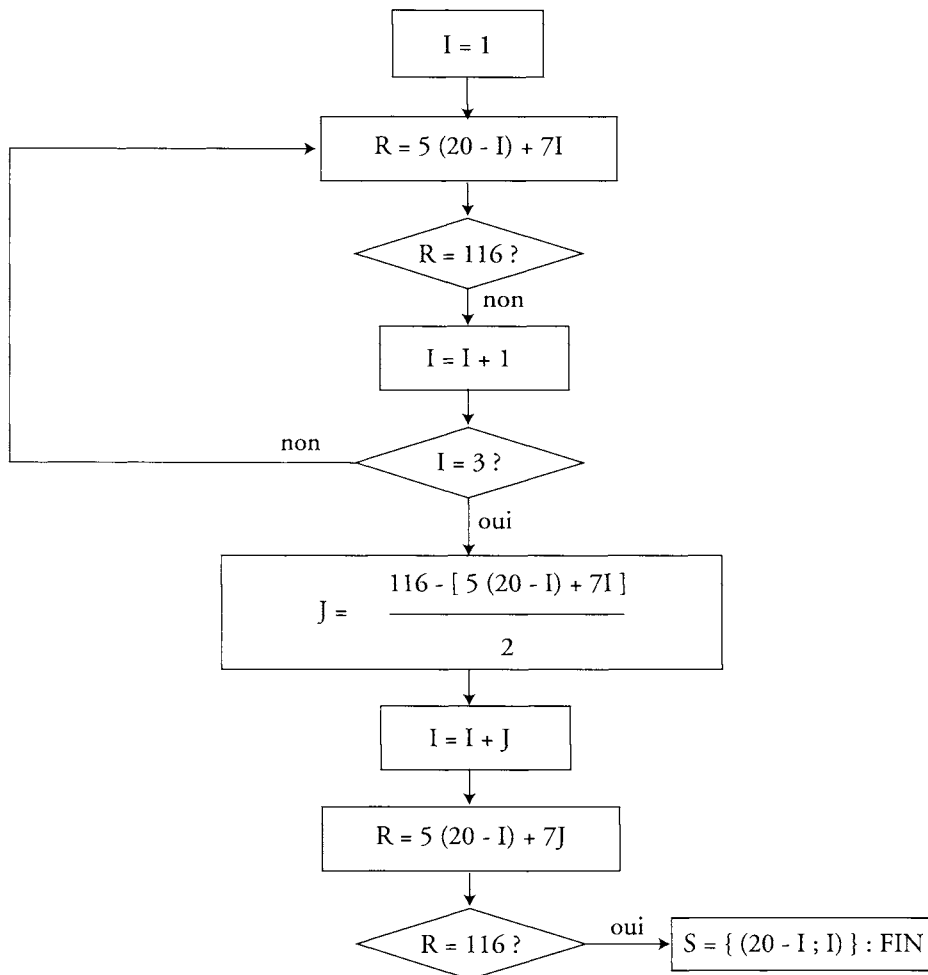 I = 1
R = 5 (20 - I) + 7I
R = 116 ?
non
I = I + 1
non
I = 3 ?
oui
J = 116 - [ 5 (20 - I) + 7I ]
2
I = I + J
R = 5 (20 - I) + 7J
R = 116 ?
oui
S = { (20 - I ; I) } : FIN